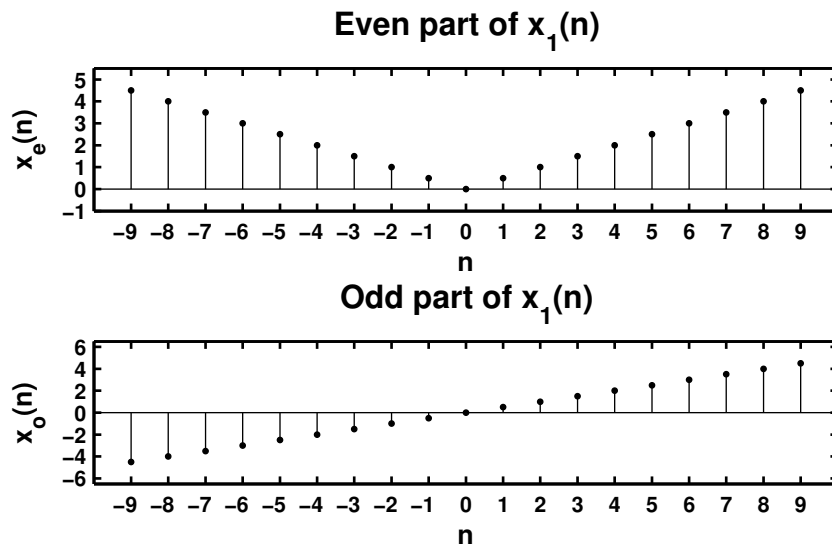 Even part of x₁(n)
5
4
3
2
1
0
−1
xₑ(n)
−9 −8 −7 −6 −5 −4 −3 −2 −1 0 1 2 3 4 5 6 7 8 9
n
Odd part of x₁(n)
6
4
2
0
−2
−4
−6
xₒ(n)
−9 −8 −7 −6 −5 −4 −3 −2 −1 0 1 2 3 4 5 6 7 8 9
n